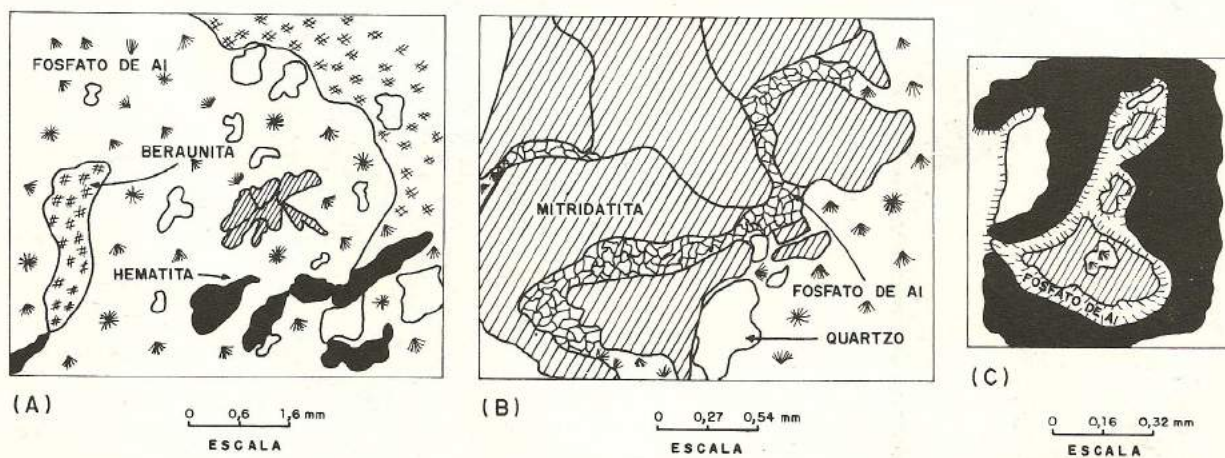 FOSFATO DE Al
BERAUNITA
HEMATITA
(A)
0 0,6 1,6 mm
ESCALA
MITRIDATITA
FOSFATO DE Al
QUARTZO
(B)
0 0,27 0,54 mm
ESCALA
FOSFATO DE Al
(C)
0 0,16 0,32 mm
ESCALA